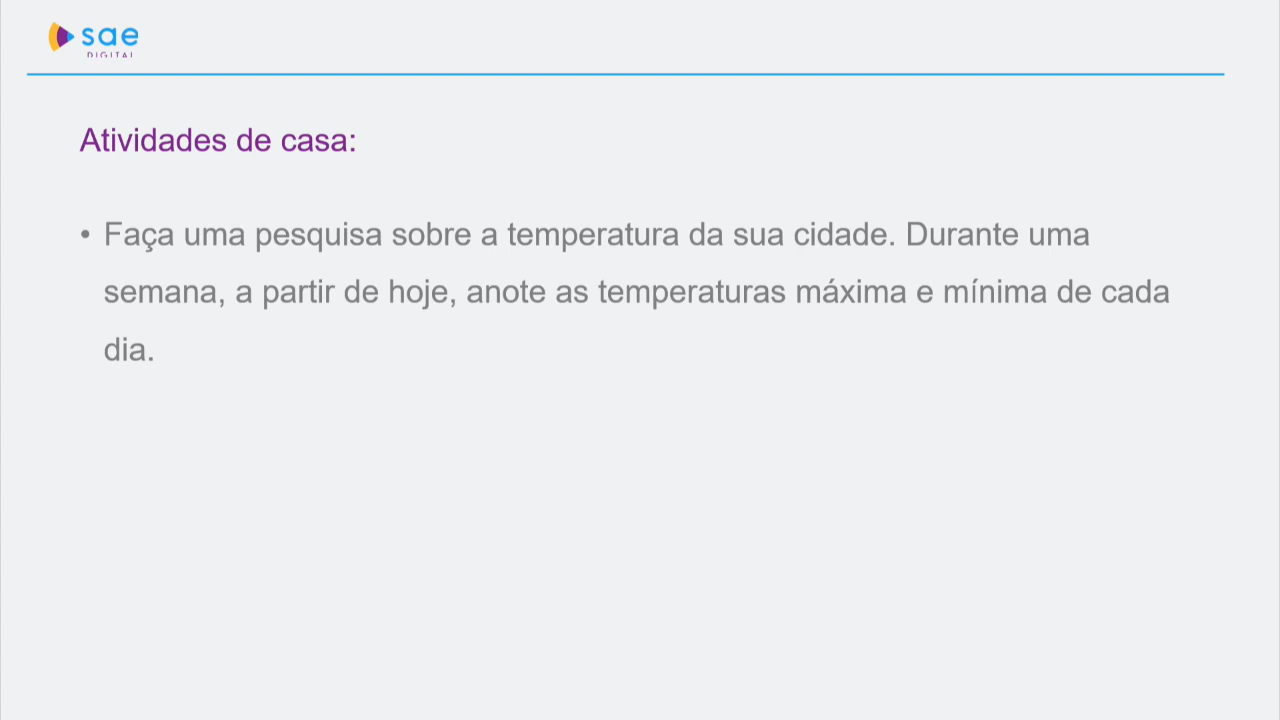 sae
DIGITAL
Atividades de casa:
• Faça uma pesquisa sobre a temperatura da sua cidade. Durante uma
semana, a partir de hoje, anote as temperaturas máxima e mínima de cada
dia.